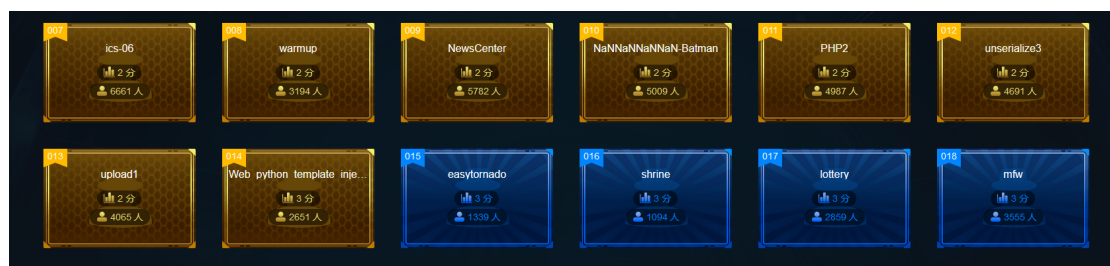 007
ics-06
2 分
6661 人
008
warmup
2 分
3194 人
009
NewsCenter
2 分
5782 人
010
NaNNaNNaNNaN-Batman
2 分
5009 人
011
PHP2
2 分
4987 人
012
unserialize3
2 分
4691 人
013
upload1
2 分
4065 人
014
Web_python_template_inje...
3 分
2651 人
015
easytornado
3 分
1339 人
016
shrine
3 分
1094 人
017
lottery
3 分
2859 人
018
mfw
3 分
3555 人